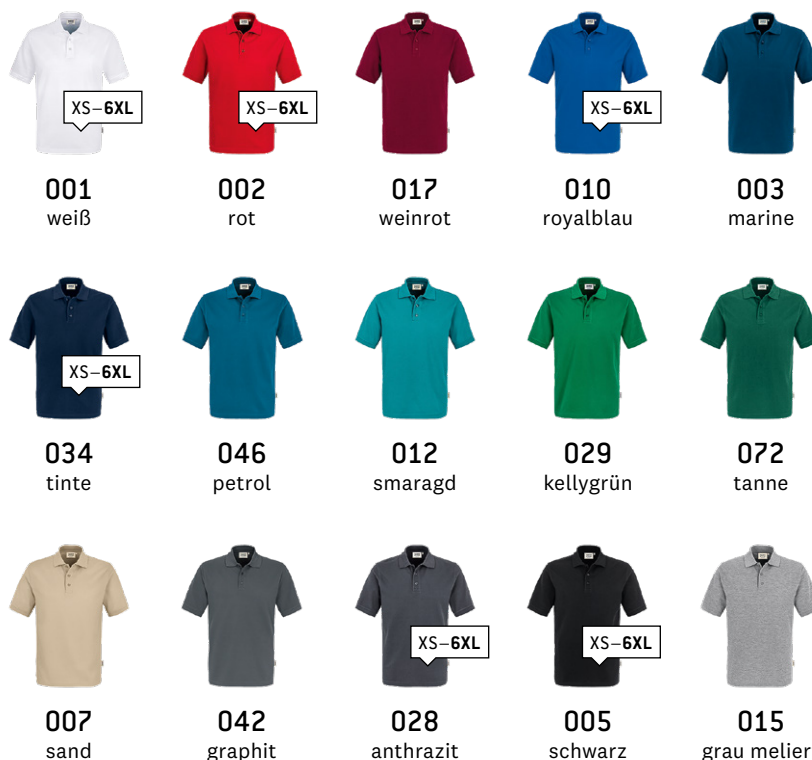 XS–6XL
XS–6XL
XS–6XL
001
002
017
010
003
weiß
rot
weinrot
royalblau
marine
XS–6XL
034
046
012
029
072
tinte
petrol
smaragd
kellygrün
tanne
XS–6XL
XS–6XL
007
042
028
005
015
sand
graphit
anthrazit
schwarz
grau melier